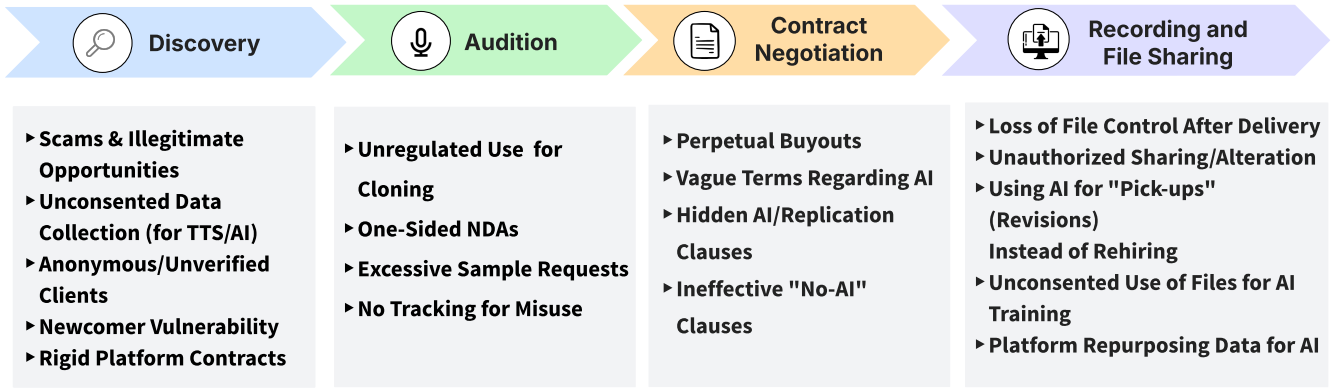 Discovery
Scams & Illegitimate
Opportunities
Unconsented Data
Collection (for TTS/AI)
Anonymous/Unverified
Clients
Newcomer Vulnerability
Rigid Platform Contracts
Audition
Unregulated Use for
Cloning
One-Sided NDAs
Excessive Sample Requests
No Tracking for Misuse
Contract
Negotiation
Perpetual Buyouts
Vague Terms Regarding AI
Hidden AI/Replication
Clauses
Ineffective "No-AI"
Clauses
Recording and
File Sharing
Loss of File Control After Delivery
Unauthorized Sharing/Alteration
Using AI for "Pick-ups"
(Revisions)
Instead of Rehiring
Unconsented Use of Files for AI
Training
Platform Repurposing Data for AI